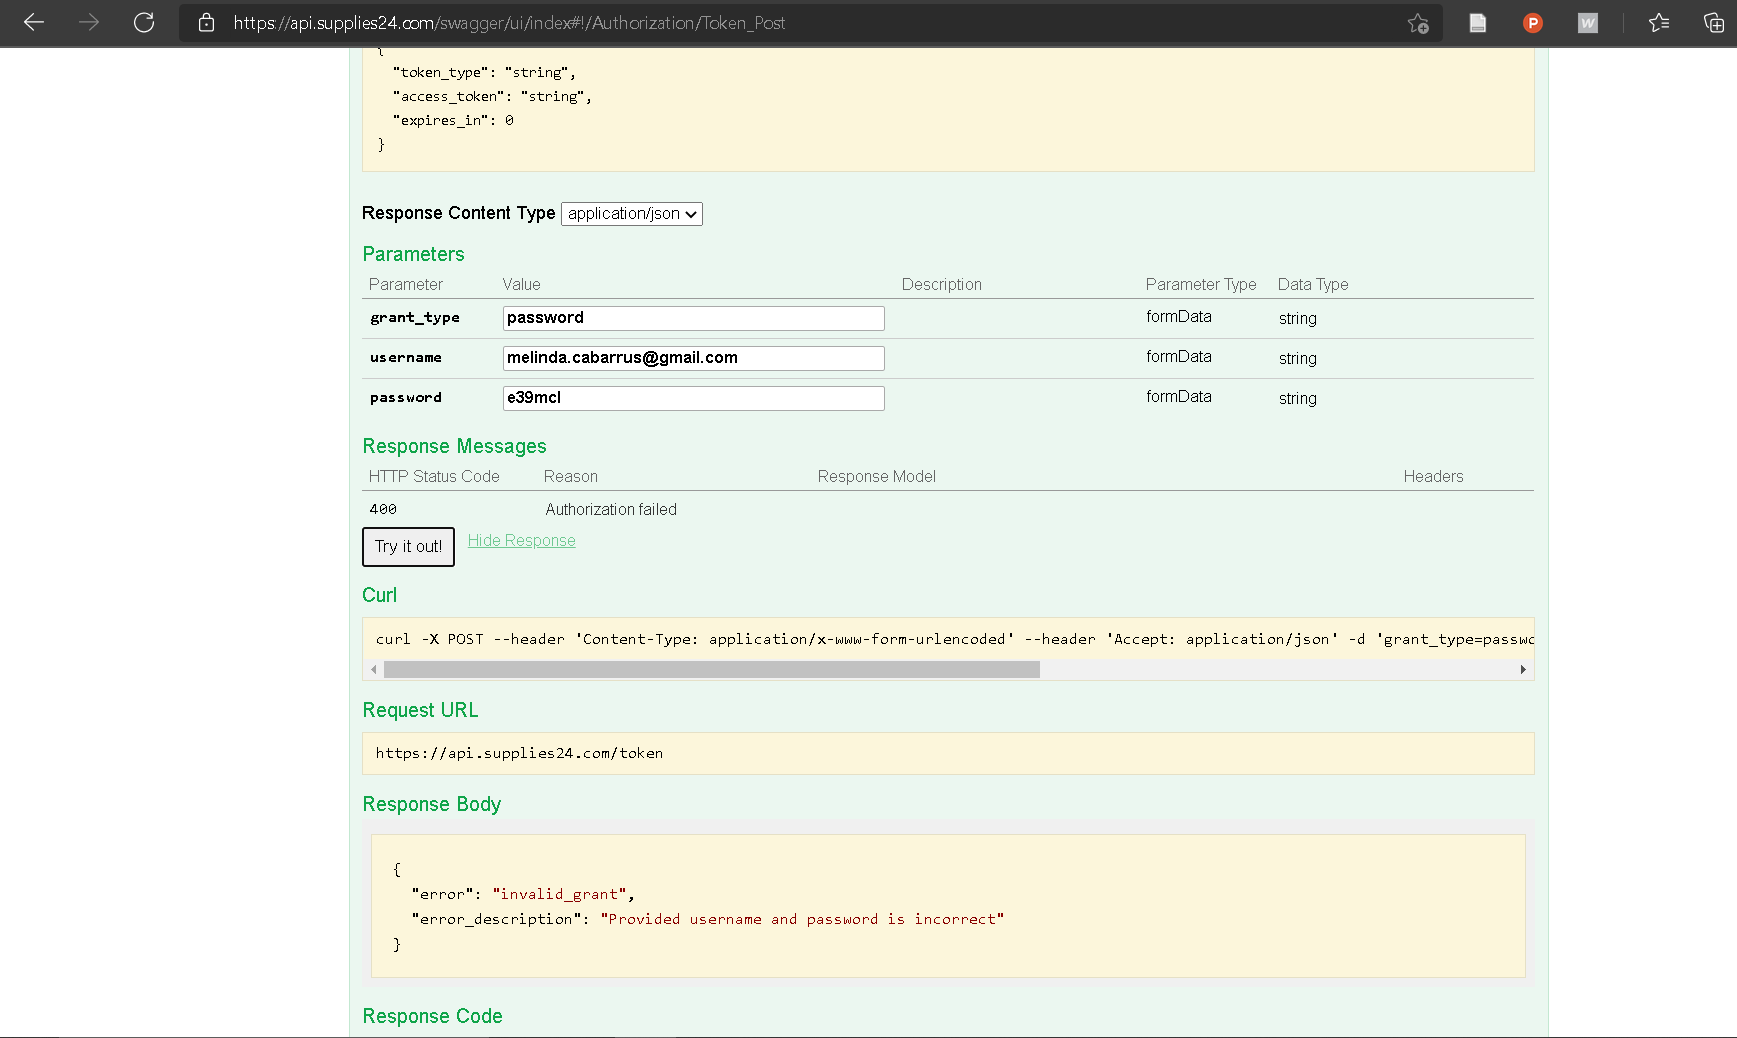 https://api.supplies24.com/swagger/ui/index#!/Authorization/Token_Post
{
"token_type": "string",
"access_token": "string",
"expires_in": 0
}
Response Content Type application/json
Parameters
Parameter Value Description Parameter Type Data Type
grant_type password formData string
username melinda.cabarrus@gmail.com formData string
password e39mcl formData string
Response Messages
HTTP Status Code Reason Response Model Headers
400 Authorization failed
Try it out! Hide Response
Curl
curl -X POST --header 'Content-Type: application/x-www-form-urlencoded' --header 'Accept: application/json' -d 'grant_type=passwo
Request URL
https://api.supplies24.com/token
Response Body
{
"error": "invalid_grant",
"error_description": "Provided username and password is incorrect"
}
Response Code